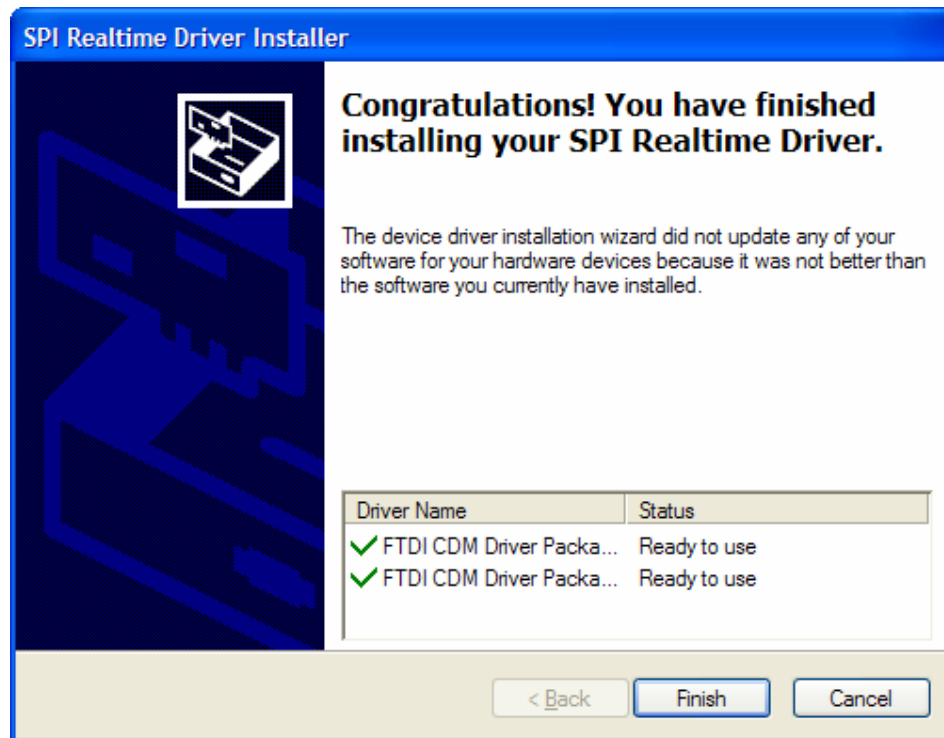 SPI Realtime Driver Installer
Congratulations! You have finished
installing your SPI Realtime Driver.
The device driver installation wizard did not update any of your
software for your hardware devices because it was not better than
the software you currently have installed.
Driver Name Status
FTDI CDM Driver Packa... Ready to use
FTDI CDM Driver Packa... Ready to use
< Back Finish Cancel